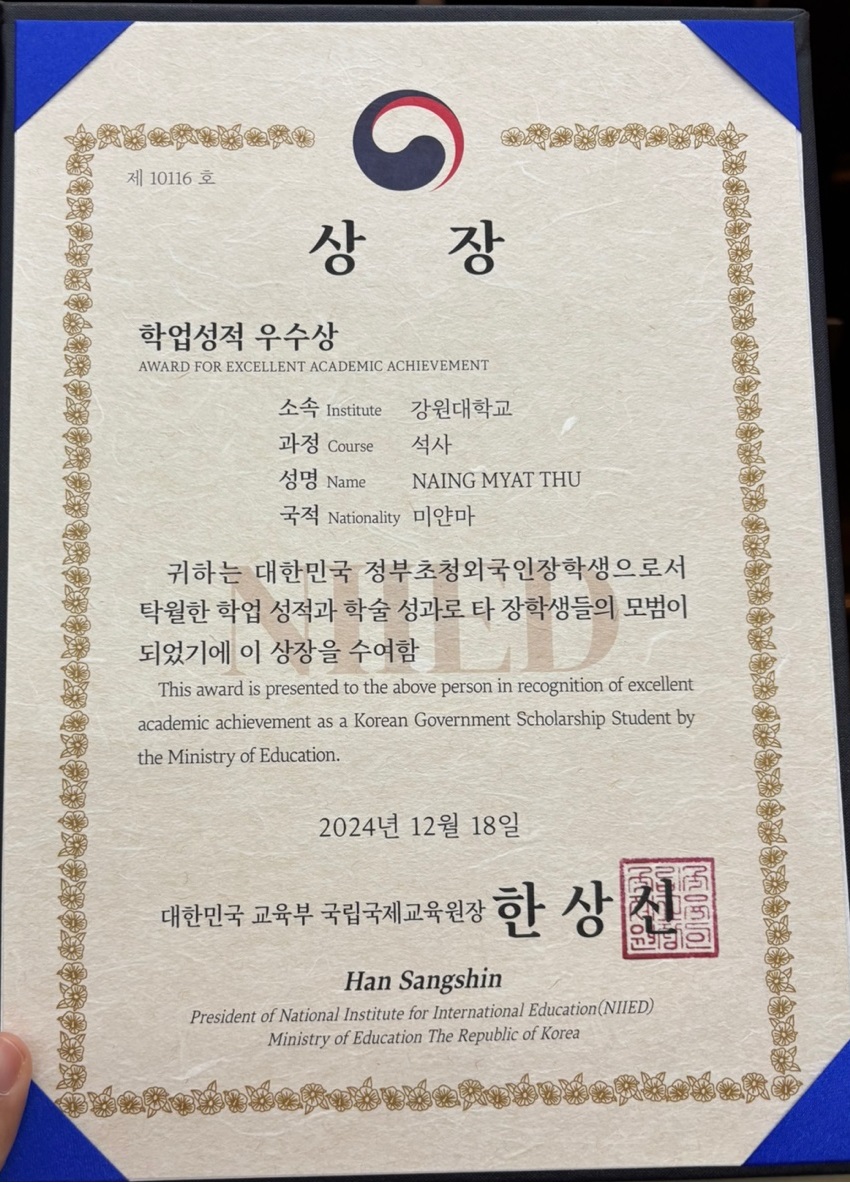 제 10116 호
상 장
학업성적 우수상
AWARD FOR EXCELLENT ACADEMIC ACHIEVEMENT
소속 Institute 강원대학교
과정 Course 석사
성명 Name NAING MYAT THU
국적 Nationality 미얀마
NIIED
귀하는 대한민국 정부초청외국인장학생으로서
탁월한 학업 성적과 학술 성과로 타 장학생들의 모범이
되었기에 이 상장을 수여함
This award is presented to the above person in recognition of excellent
academic achievement as a Korean Government Scholarship Student by
the Ministry of Education.
2024년 12월 18일
대한민국 교육부 국립국제교육원장 한 상 신
Han Sangshin
President of National Institute for International Education(NIIED)
Ministry of Education The Republic of Korea